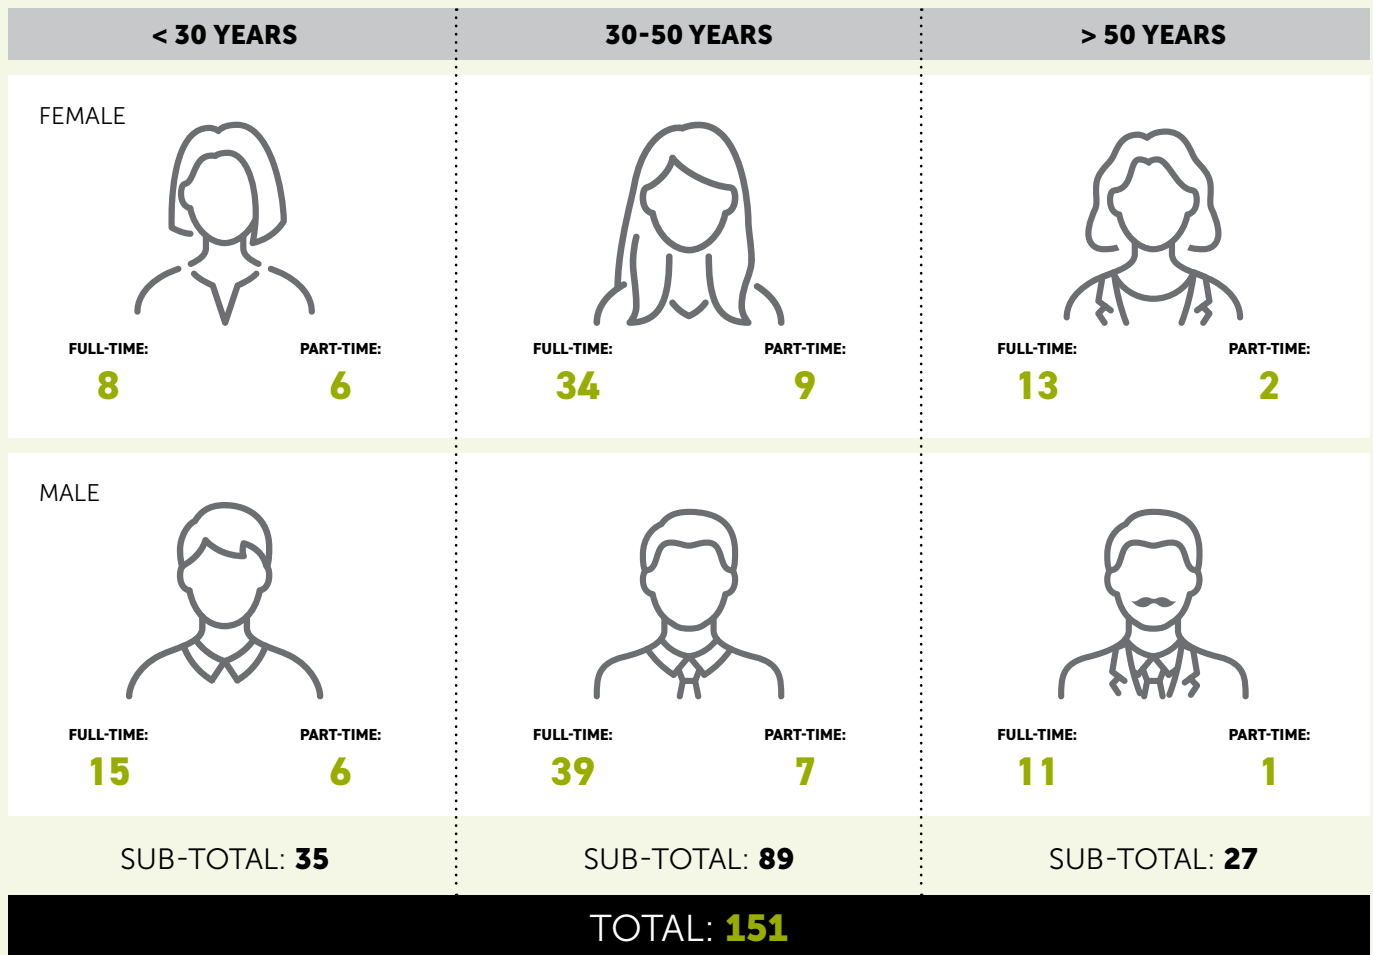 < 30 YEARS
30-50 YEARS
> 50 YEARS
FEMALE
FULL-TIME: PART-TIME:
8 6
FULL-TIME: PART-TIME:
34 9
FULL-TIME: PART-TIME:
13 2
MALE
FULL-TIME: PART-TIME:
15 6
FULL-TIME: PART-TIME:
39 7
FULL-TIME: PART-TIME:
11 1
SUB-TOTAL: 35
SUB-TOTAL: 89
SUB-TOTAL: 27
TOTAL: 151